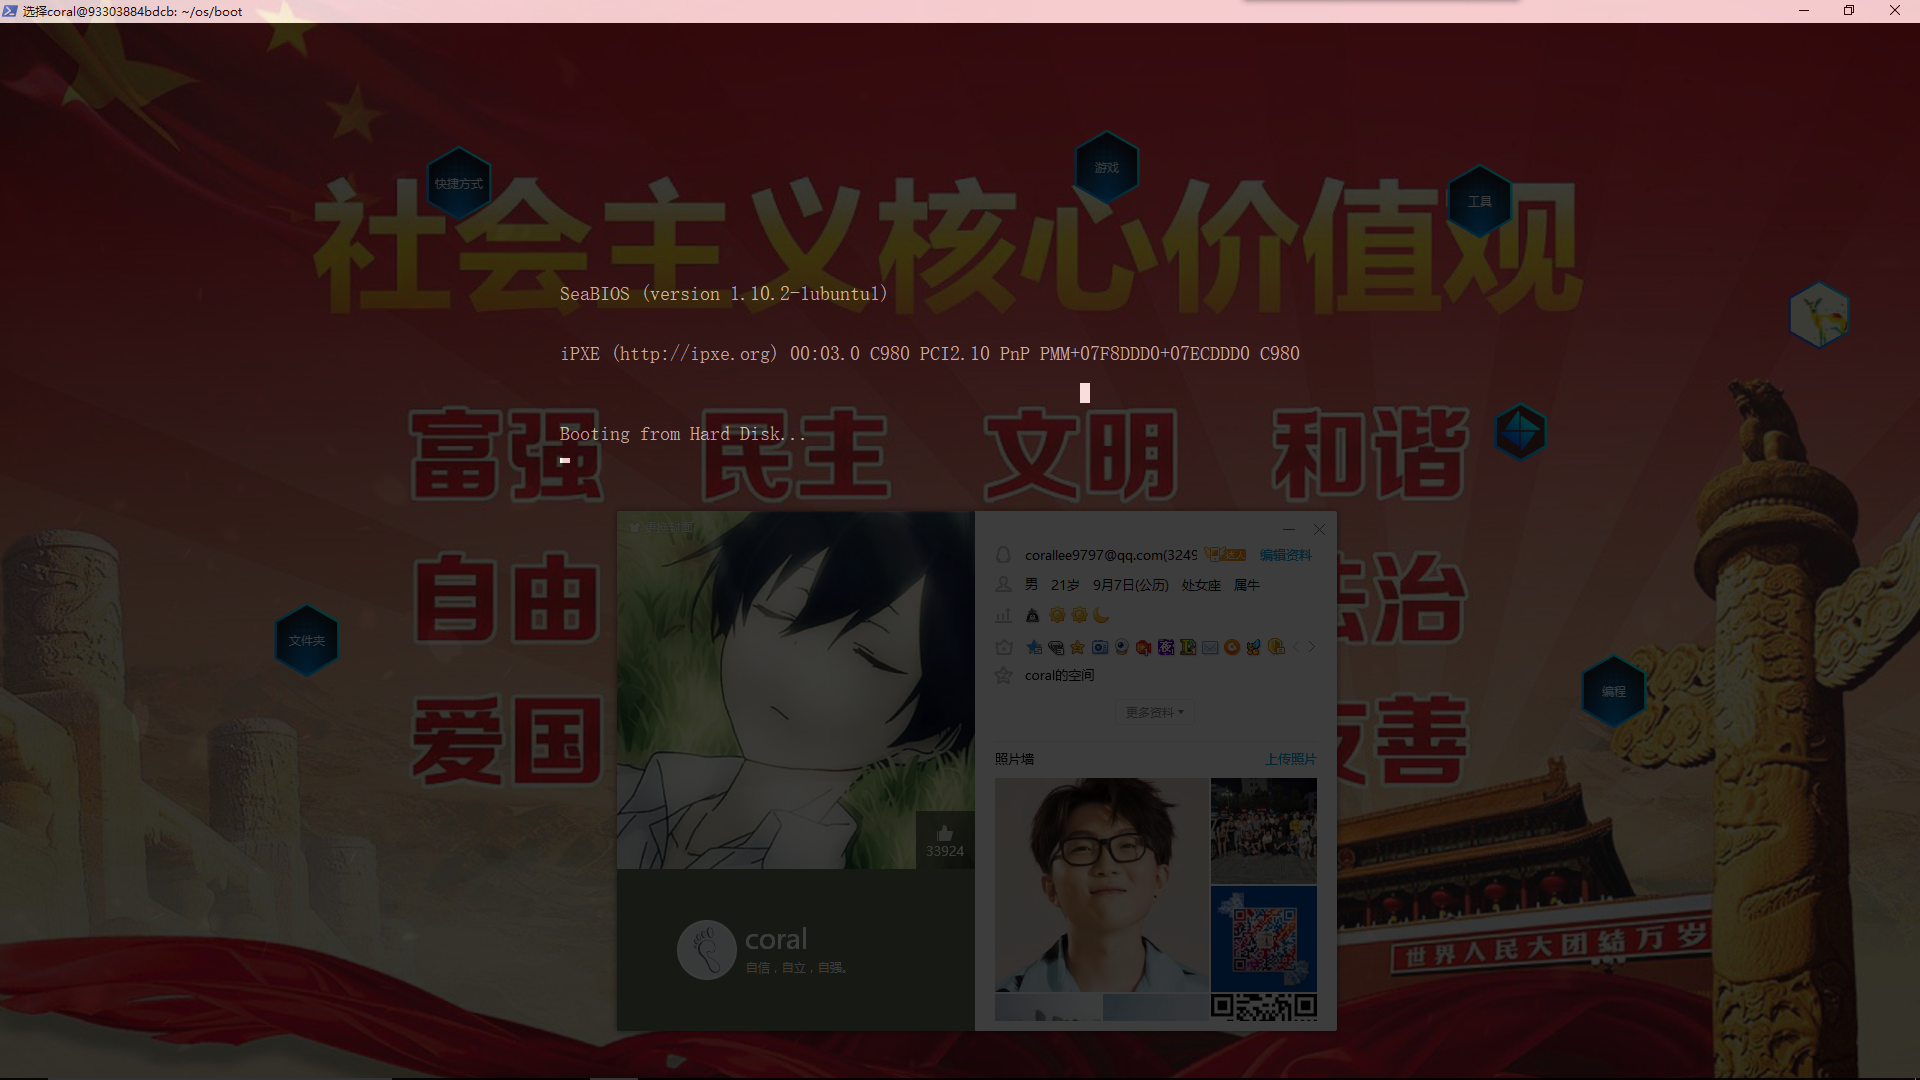 选择coral@93303884bdcb: ~/os/boot
快捷方式
游戏
工具
社会主义核心价值观
SeaBIOS (version 1.10.2-1ubuntu1)
iPXE (http://ipxe.org) 00:03.0 C980 PCI2.10 PnP PMM+07F8DDD0+07ECDDD0 C980
Booting from Hard Disk...
富强 民主 文明 和谐
corallee9797@qq.com(3249 达人 编辑资料
自由 法治
男 21岁 9月7日(公历) 处女座 属牛
文件夹
coral的空间
编程
更多资料
爱国 友善
照片墙 上传照片
33924
coral
自信，自立，自强。
世界人民大团结万岁